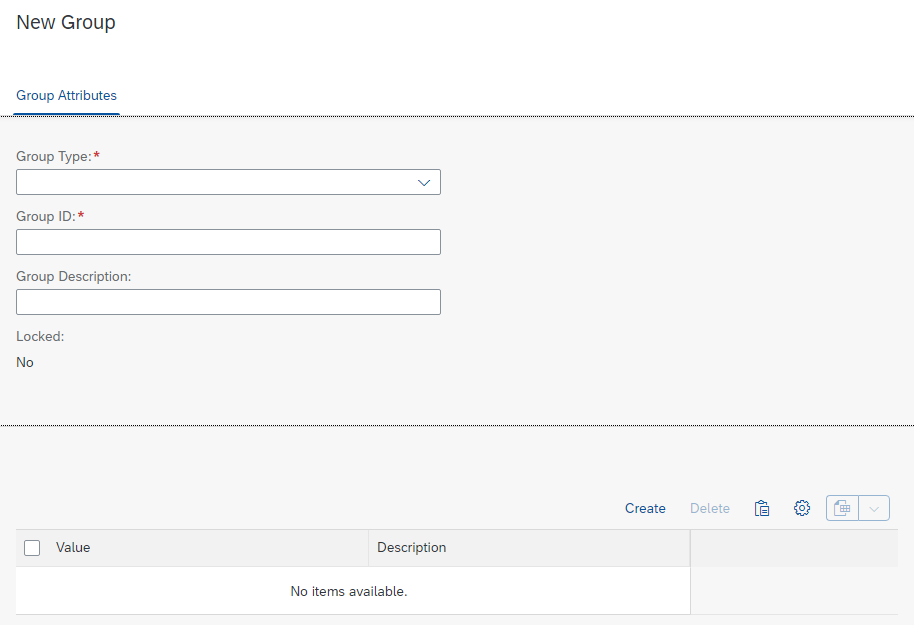 New Group
Group Attributes
Group Type:*
Group ID:*
Group Description:
Locked:
No
Create Delete
Value Description
No items available.